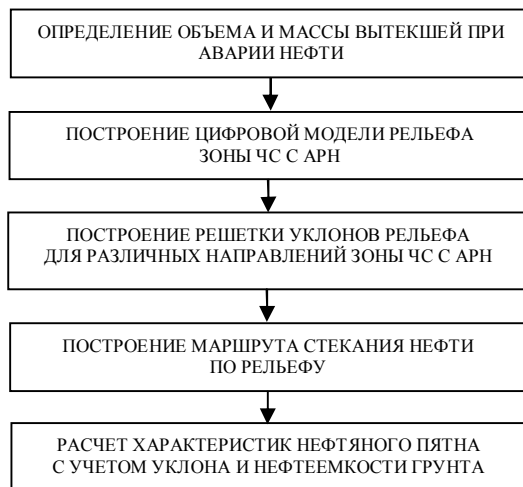 ОПРЕДЕЛЕНИЕ ОБЪЕМА И МАССЫ ВЫТЕКШЕЙ ПРИ
АВАРИИ НЕФТИ
ПОСТРОЕНИЕ ЦИФРОВОЙ МОДЕЛИ РЕЛЬЕФА
ЗОНЫ ЧС С АРН
ПОСТРОЕНИЕ РЕШЕТКИ УКЛОНОВ РЕЛЬЕФА
ДЛЯ РАЗЛИЧНЫХ НАПРАВЛЕНИЙ ЗОНЫ ЧС С АРН
ПОСТРОЕНИЕ МАРШРУТА СТЕКАНИЯ НЕФТИ
ПО РЕЛЬЕФУ
РАСЧЕТ ХАРАКТЕРИСТИК НЕФТЯНОГО ПЯТНА
С УЧЕТОМ УКЛОНА И НЕФТЕЕМКОСТИ ГРУНТА